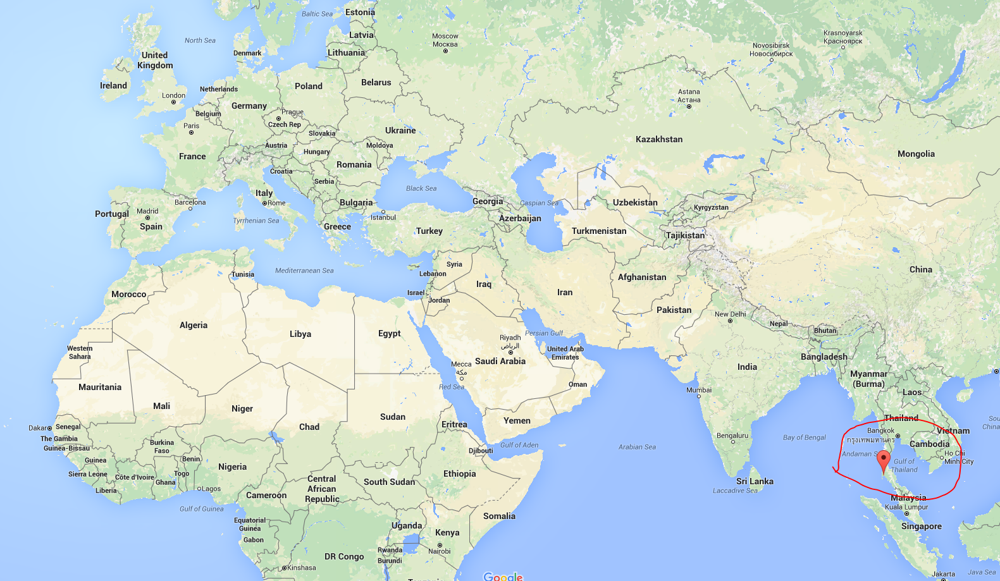 Estonia
Baltic Sea
Latvia
Moscow
Москва
Krasnoyarsk
Красноярск
North Sea
Denmark
Lithuania
Novosibirsk
Новосибирск
United
Kingdom
Ireland
Netherlands
Poland
Belarus
London
Germany
Astana
Астана
Belgium
Prague
Czech Rep
Paris
Slovakia
Ukraine
Kazakhstan
Austria
Hungary
Moldova
France
Mongolia
Romania
Croatia
Serbia
Black Sea
Italy
Rome
Barcelona
Bulgaria
Georgia
Caspian Sea
Uzbekistan
Kyrgyzstan
Portugal
Madrid
Spain
Tyrrhenian Sea
Istanbul
Azerbaijan
Greece
Turkey
Turkmenistan
Tajikistan
Syria
Tunisia
Mediterranean Sea
Lebanon
Afghanistan
China
Morocco
Israel
Iraq
Iran
Jordan
Pakistan
New Delhi
Algeria
Libya
Egypt
Persian Gulf
Nepal
Bhutan
Riyadh
الرياض
Western
Sahara
United Arab
Emirates
Saudi Arabia
Bangladesh
Mecca
مكة
India
Myanmar
(Burma)
Mauritania
Red Sea
Oman
Mumbai
Laos
Mali
Niger
Sudan
Yemen
Thailand
South
China
Dakar
Senegal
Chad
Eritrea
Bangkok
กรุงเทพมหานคร
Vietnam
The Gambia
Guinea-Bissau
Burkina
Faso
Djibouti
Gulf of Aden
Arabian Sea
Bengaluru
Bay of Bengal
Cambodia
Guinea
Benin
Nigeria
Andaman Sea
Ho Chi
Minh City
Gulf of
Thailand
Sierra Leone
Côte d'Ivoire
Togo
Ghana
Central
African
Republic
South Sudan
Ethiopia
Sri Lanka
Laccadive Sea
Liberia
Lagos
Cameroon
Malaysia
Kuala Lumpur
Gulf of Guinea
Somalia
Equatorial
Guinea
Uganda
Kenya
Singapore
Gabon
Rwanda
Burundi
Nairobi
DR Congo
Kinshasa
Google
Jakarta
Java Sea